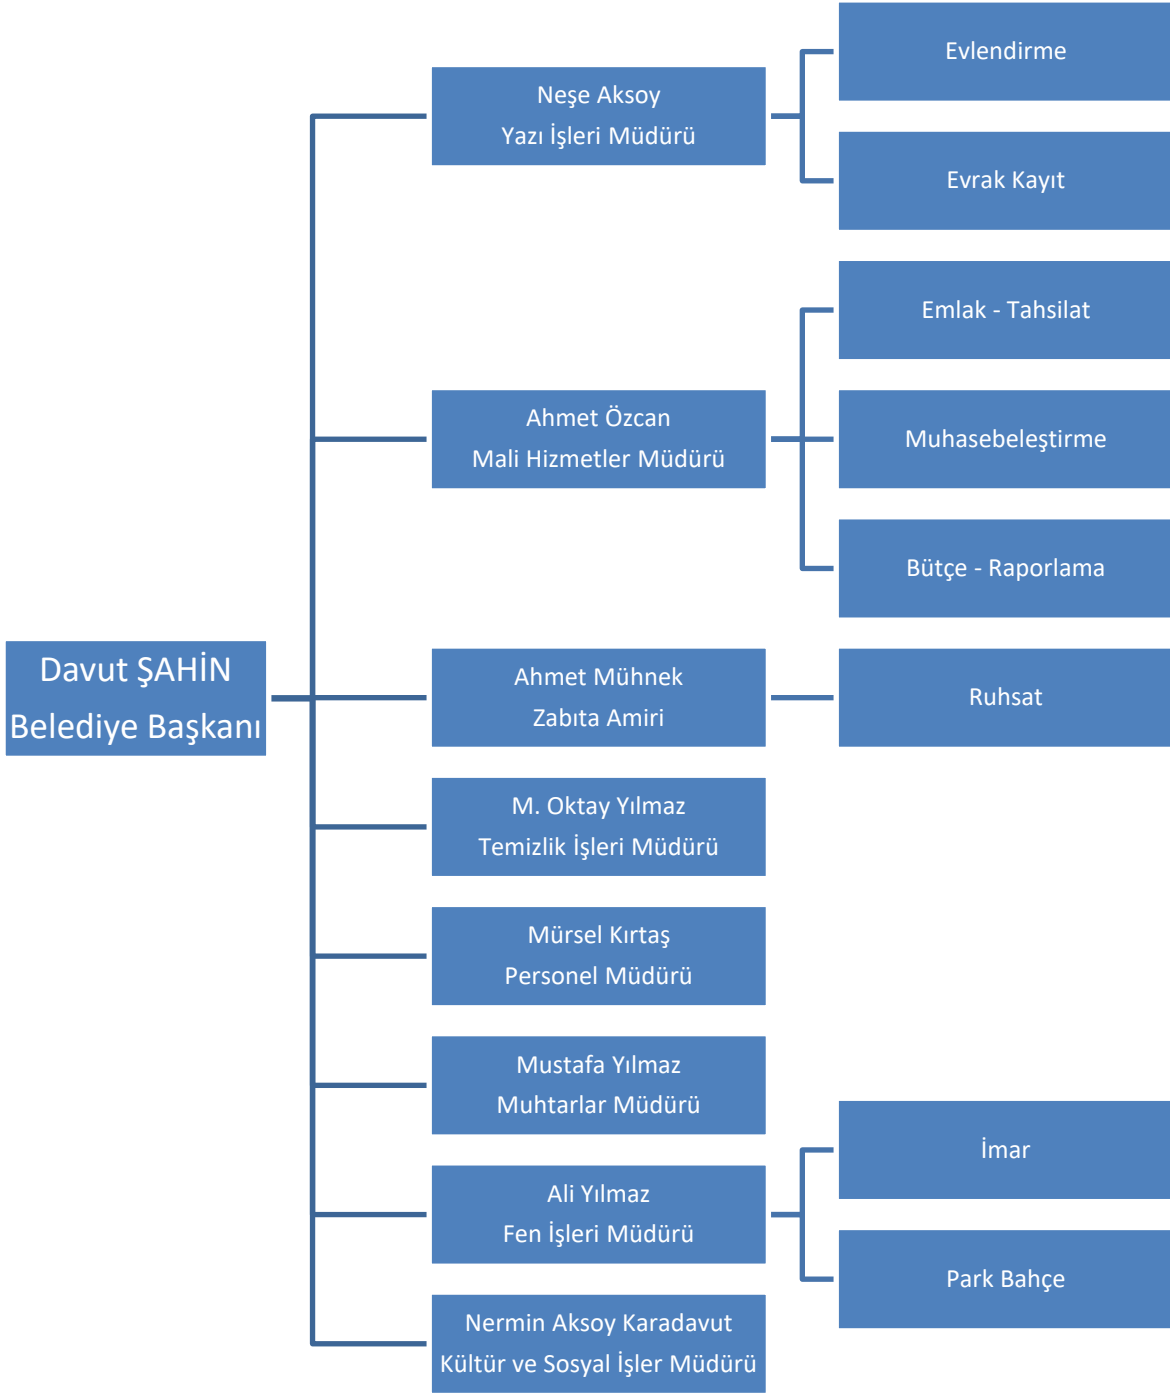 Davut ŞAHİN
Belediye Başkanı
Neşe Aksoy
Yazı İşleri Müdürü
Evlendirme
Evrak Kayıt
Ahmet Özcan
Mali Hizmetler Müdürü
Emlak - Tahsilat
Muhasebeleştirme
Bütçe - Raporlama
Ahmet Mühnek
Zabıta Amiri
Ruhsat
M. Oktay Yılmaz
Temizlik İşleri Müdürü
Mürsel Kırtaş
Personel Müdürü
Mustafa Yılmaz
Muhtarlar Müdürü
Ali Yılmaz
Fen İşleri Müdürü
İmar
Park Bahçe
Nermin Aksoy Karadavut
Kültür ve Sosyal İşler Müdürü